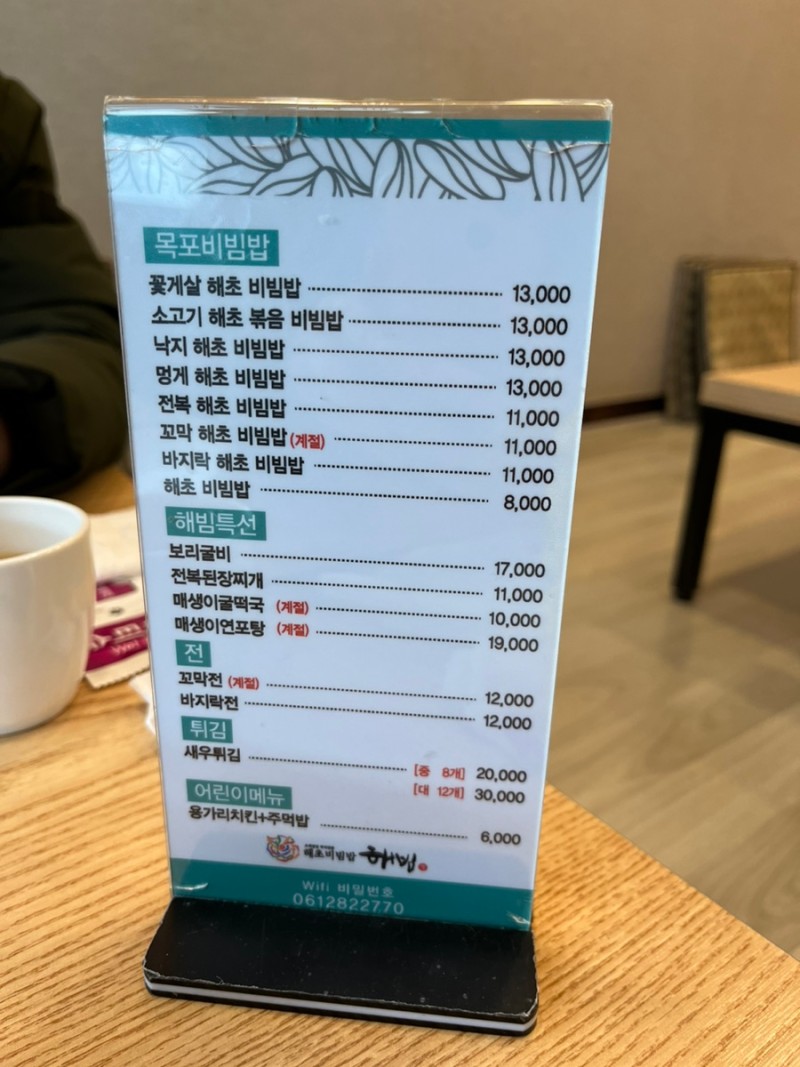 목포비빔밥
꽃게살 해초 비빔밥 13,000
소고기 해초 볶음 비빔밥 13,000
낙지 해초 비빔밥 13,000
멍게 해초 비빔밥 13,000
전복 해초 비빔밥 11,000
꼬막 해초 비빔밥 (계절) 11,000
바지락 해초 비빔밥 11,000
해초 비빔밥 8,000
해빔특선
보리굴비 17,000
전복된장찌개 11,000
매생이굴떡국 (계절) 10,000
매생이연포탕 (계절) 19,000
전
꼬막전 (계절) 12,000
바지락전 12,000
튀김
새우튀김 [중 8개] 20,000
[대 12개] 30,000
어린이메뉴
용가리치킨+주먹밥 6,000
해초비빔밥 해빔
Wifi 비밀번호
0612822770